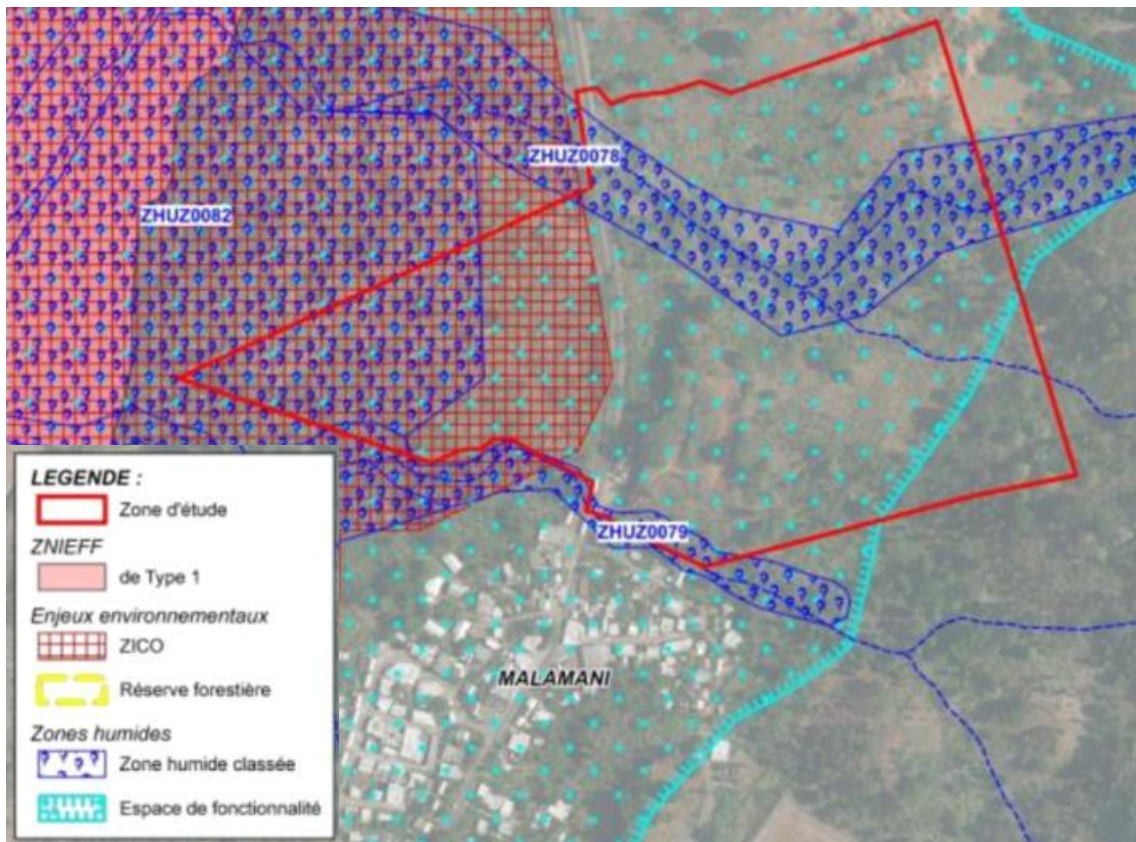 ZHUZ0078
ZHUZ0082
ZHUZ0079
MALAMANI
LEGENDE :
Zone d'étude
ZNIEFF
de Type 1
Enjeux environnementaux
ZICO
Réserve forestière
Zones humides
Zone humide classée
Espace de fonctionnalité